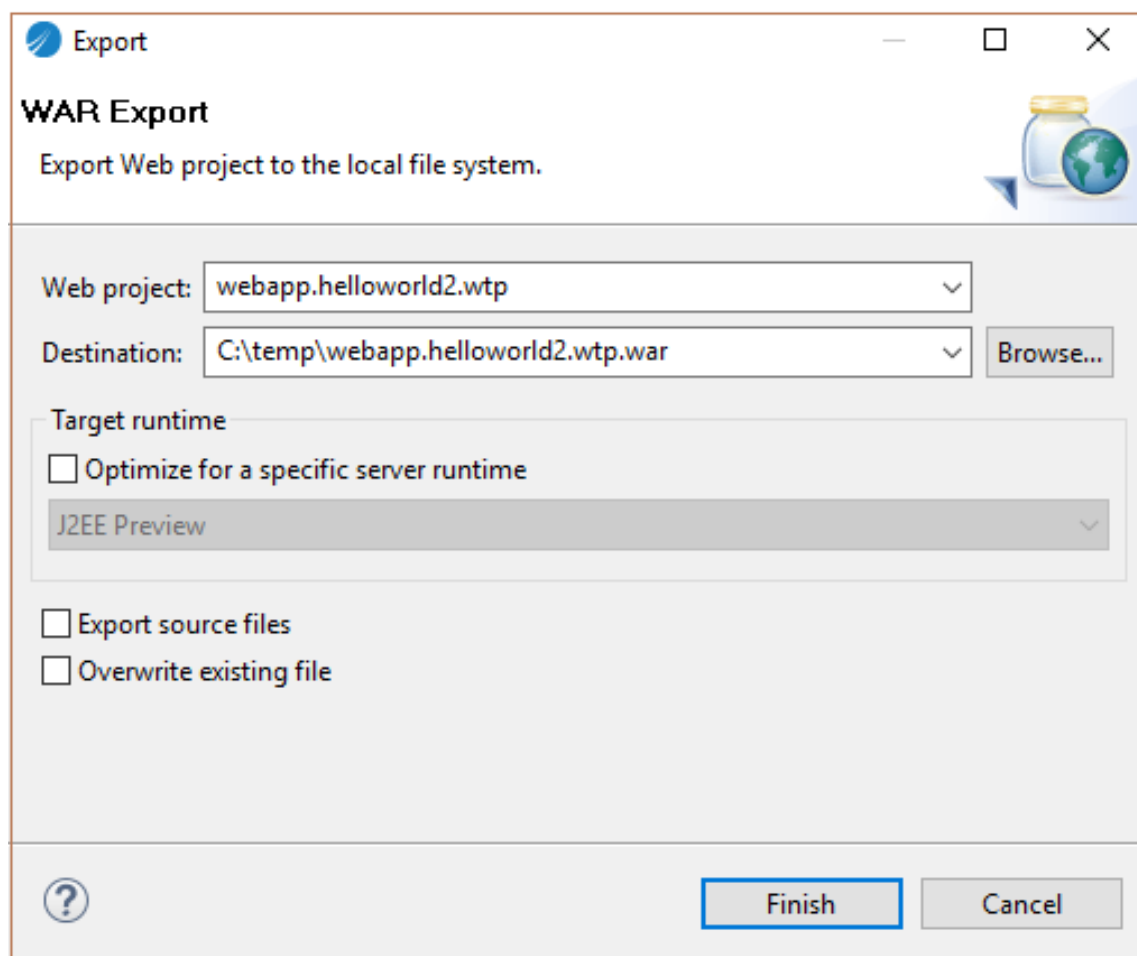 Export
WAR Export
Export Web project to the local file system.
Web project: webapp.helloworld2.wtp
Destination: C:\temp\webapp.helloworld2.wtp.war Browse...
Target runtime
Optimize for a specific server runtime
J2EE Preview
Export source files
Overwrite existing file
? Finish Cancel